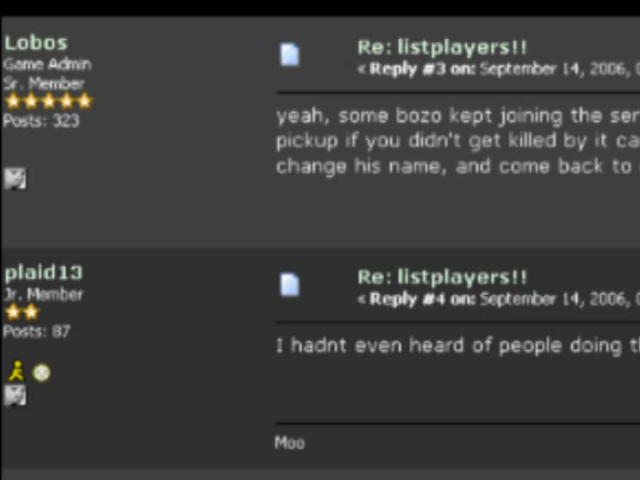 Lobos
Game Admin
Sr. Member
Posts: 323
Re: listplayers!!
« Reply #3 on: September 14, 2006,
yeah, some bozo kept joining the ser
pickup if you didn't get killed by it ca
change his name, and come back to
plaid13
Jr. Member
Posts: 87
Re: listplayers!!
« Reply #4 on: September 14, 2006,
I hadnt even heard of people doing th
Moo